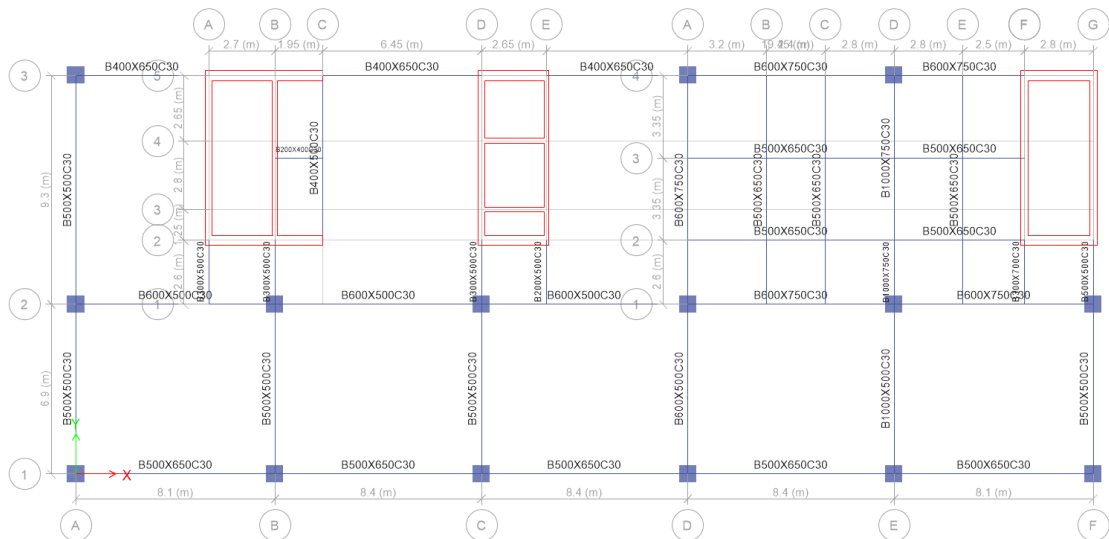 A B C D E A B C D E F G
2.7 (m) 1.95 (m) 6.45 (m) 2.65 (m) 3.2 (m) 2.8 (m) 2.8 (m) 2.5 (m) 2.8 (m)
3 B400X650C30 5 B400X650C30 B400X650C30 4 B600X750C30 B600X750C30
2.65 (m) 3.35 (m)
4
B200X400C30 3 B500X650C30 B500X650C30
B500X500C30 B400X500C30 B600X750C30 B500X650C30 B500X650C30 B1000X750C30 B500X650C30
9.3 (m) 2.8 (m) 3.35 (m)
3
2 2 B500X650C30 B500X650C30
1.25 (m)
2.6 (m) B300X500C30 B300X500C30 B200X500C30 2.6 (m) B1000X750C30 B300X700C30 B500X500C30
2 B600X500C30 1 B600X500C30 B600X500C30 1 B600X750C30 B600X750C30
6.9 (m) B500X500C30 B500X500C30 B500X500C30 B600X500C30 B1000X500C30 B500X500C30
Y
1 X B500X650C30 B500X650C30 B500X650C30 B500X650C30 B500X650C30
8.1 (m) 8.4 (m) 8.4 (m) 8.4 (m) 8.1 (m)
A B C D E F